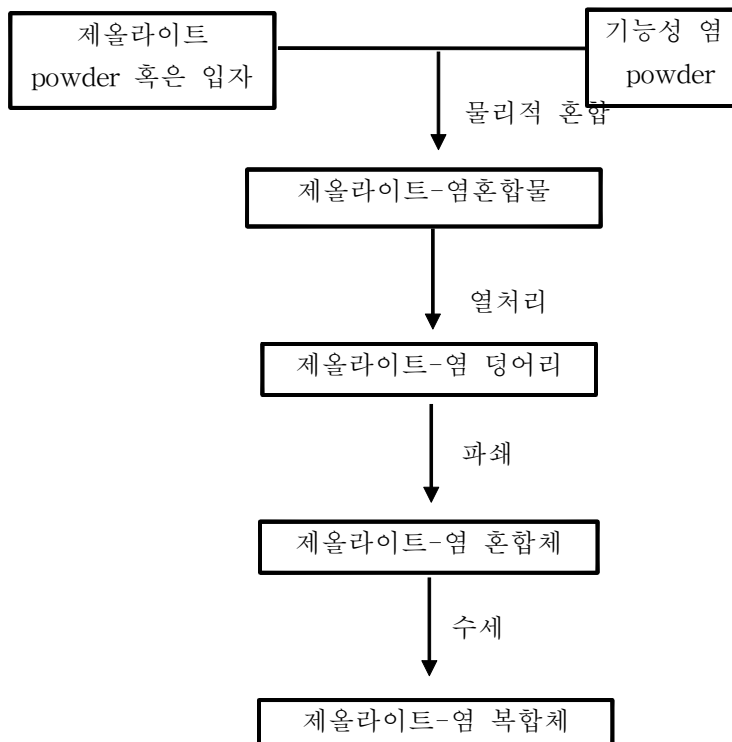 제올라이트
powder 혹은 입자
기능성 염
powder
물리적 혼합
제올라이트-염혼합물
열처리
제올라이트-염 덩어리
파쇄
제올라이트-염 혼합체
수세
제올라이트-염 복합체